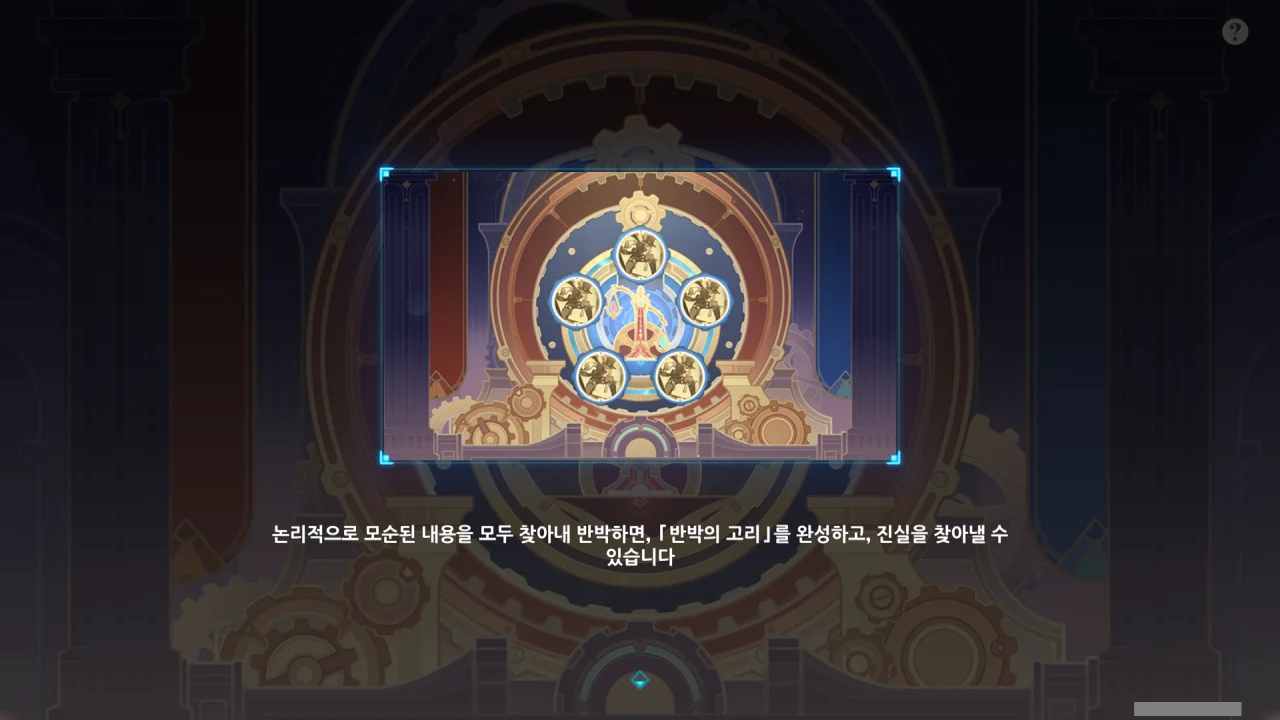 ?
논리적으로 모순된 내용을 모두 찾아내 반박하면, 「반박의 고리」를 완성하고, 진실을 찾아낼 수
있습니다